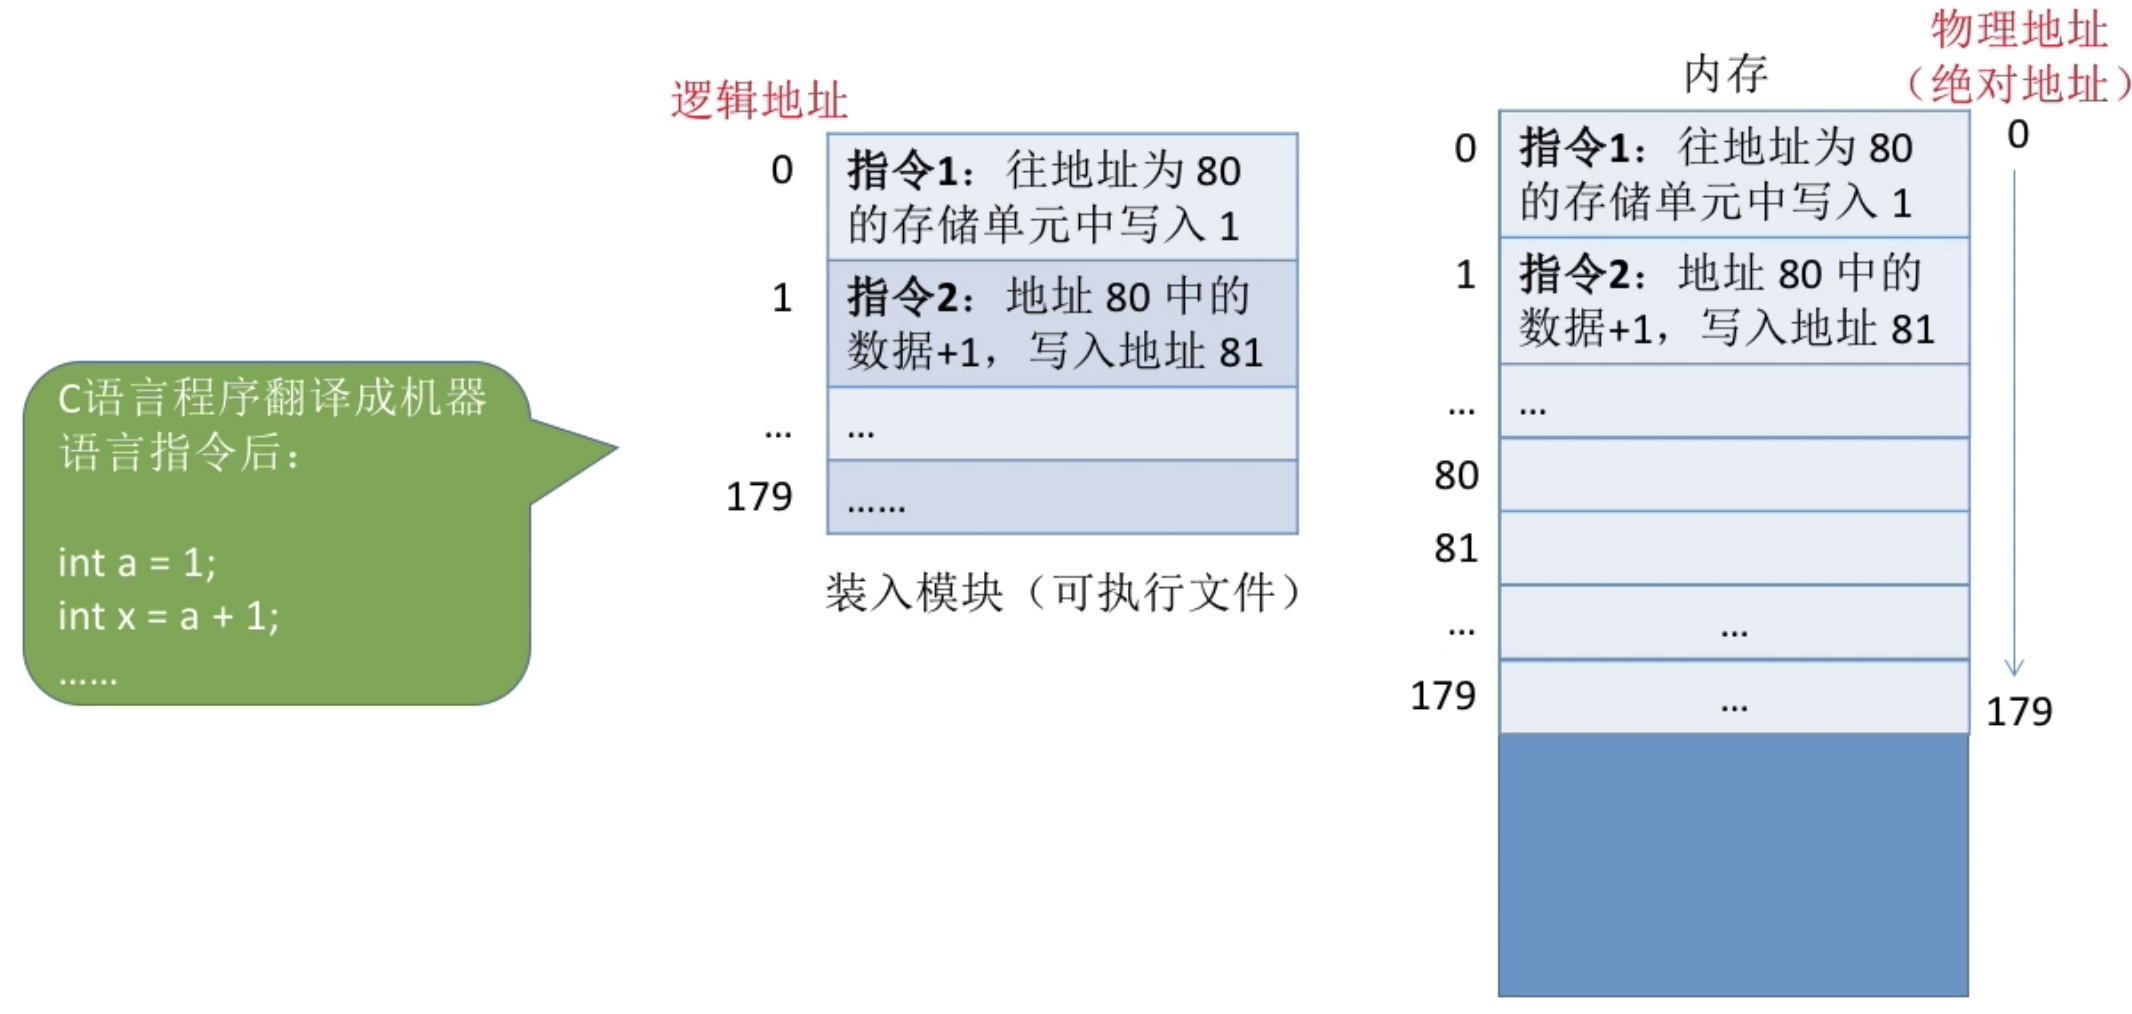 C语言程序翻译成机器
语言指令后：
int a = 1;
int x = a + 1;
……
逻辑地址
0
指令1：往地址为 80
的存储单元中写入 1
1
指令2：地址 80 中的
数据+1，写入地址 81
...
...
179
……
装入模块（可执行文件）
内存
物理地址
（绝对地址）
0
指令1：往地址为 80
的存储单元中写入 1
0
1
指令2：地址 80 中的
数据+1，写入地址 81
...
...
80
81
...
...
179
...
179